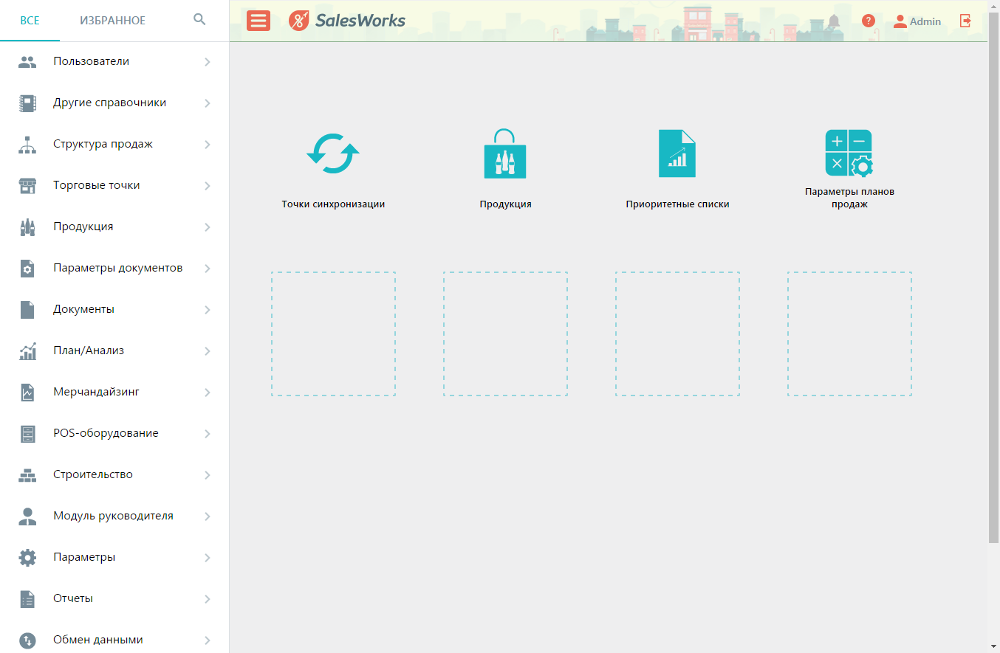 ВСЕ
ИЗБРАННОЕ
SalesWorks
?
Admin
Пользователи
Другие справочники
Структура продаж
Торговые точки
Продукция
Параметры документов
Документы
План/Анализ
Мерчандайзинг
POS-оборудование
Строительство
Модуль руководителя
Параметры
Отчеты
Обмен данными
Точки синхронизации
Продукция
Приоритетные списки
Параметры планов
продаж